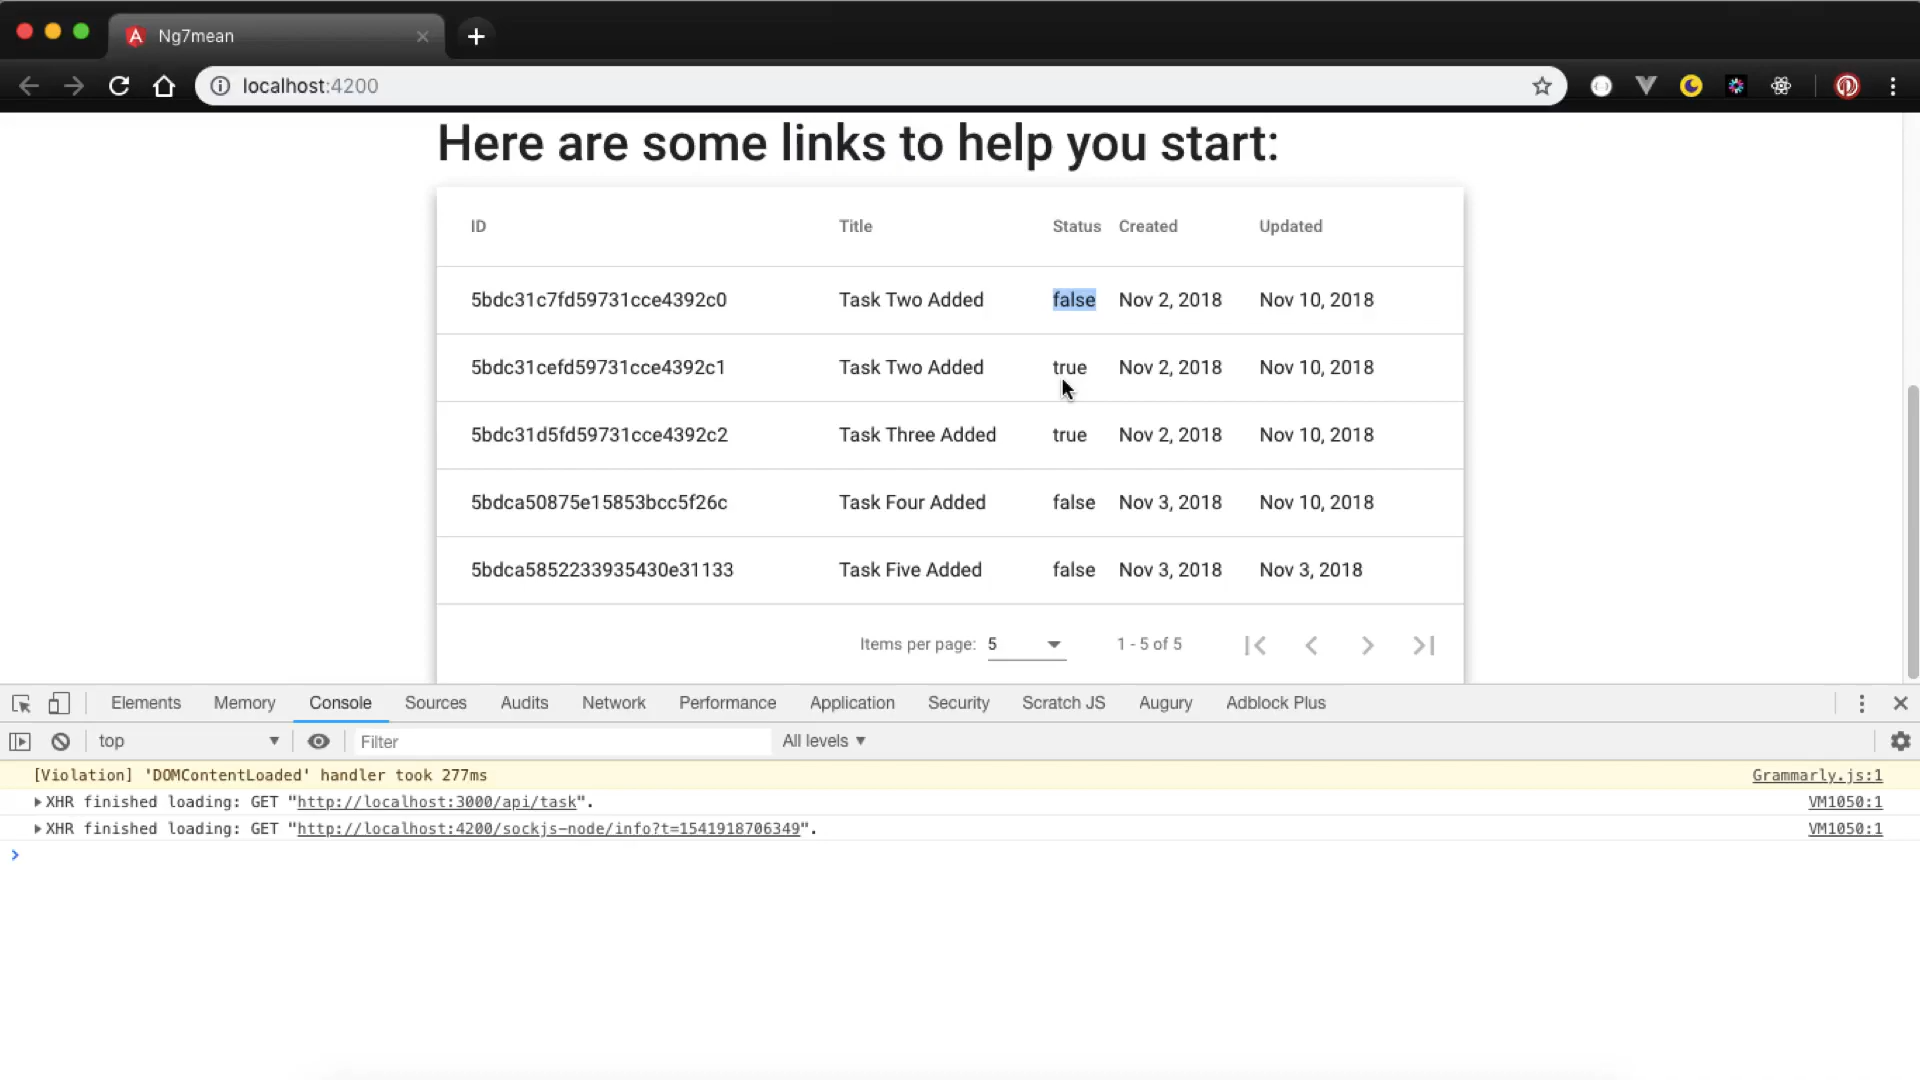 Ng7mean
localhost:4200
Here are some links to help you start:
ID Title Status Created Updated
5bdc31c7fd59731cce4392c0 Task Two Added false Nov 2, 2018 Nov 10, 2018
5bdc31cefd59731cce4392c1 Task Two Added true Nov 2, 2018 Nov 10, 2018
5bdc31d5fd59731cce4392c2 Task Three Added true Nov 2, 2018 Nov 10, 2018
5bdca50875e15853bcc5f26c Task Four Added false Nov 3, 2018 Nov 10, 2018
5bdca5852233935430e31133 Task Five Added false Nov 3, 2018 Nov 3, 2018
Items per page: 5 1 - 5 of 5
Elements Memory Console Sources Audits Network Performance Application Security Scratch JS Augury Adblock Plus
top Filter All levels
[Violation] 'DOMContentLoaded' handler took 277ms Grammarly.js:1
XHR finished loading: GET "http://localhost:3000/api/task". VM1050:1
XHR finished loading: GET "http://localhost:4200/sockjs-node/info?t=1541918706349". VM1050:1